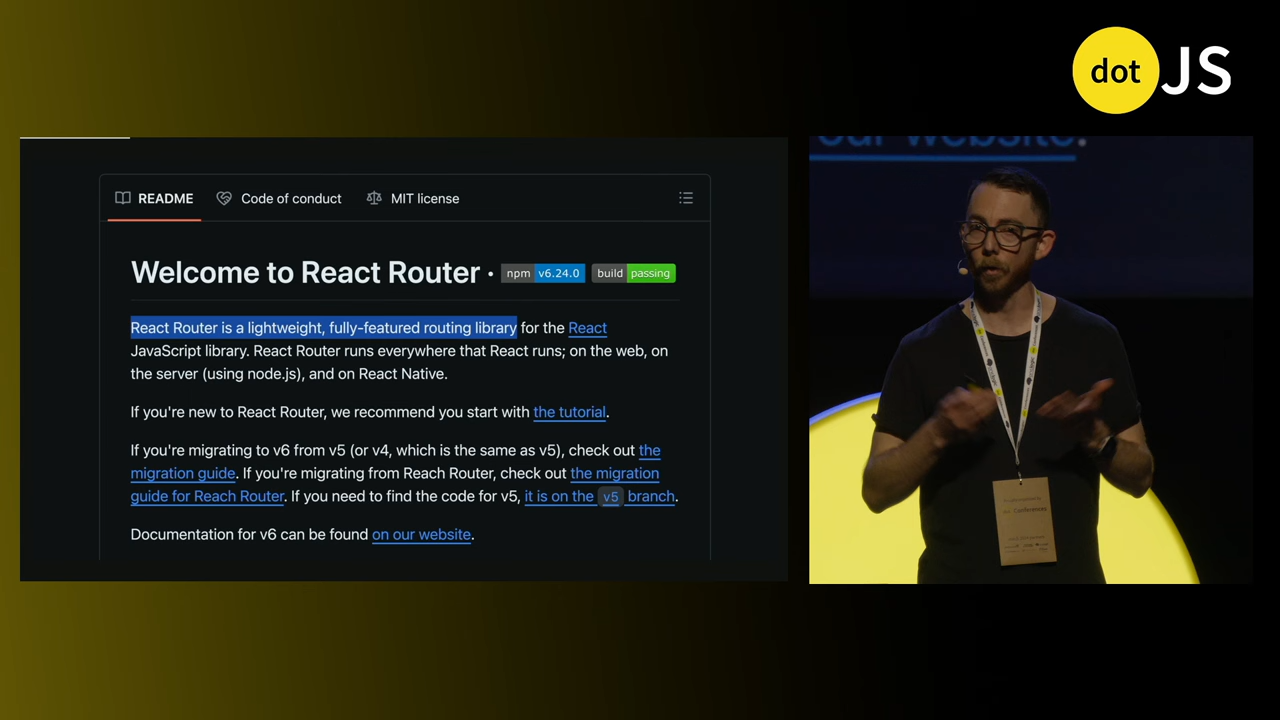 dot JS
README Code of conduct MIT license
Welcome to React Router • npm v6.24.0 build passing
React Router is a lightweight, fully-featured routing library for the React
JavaScript library. React Router runs everywhere that React runs; on the web, on
the server (using node.js), and on React Native.
If you're new to React Router, we recommend you start with the tutorial.
If you're migrating to v6 from v5 (or v4, which is the same as v5), check out the
migration guide. If you're migrating from Reach Router, check out the migration
guide for Reach Router. If you need to find the code for v5, it is on the v5 branch.
Documentation for v6 can be found on our website.
our website.
Conferences